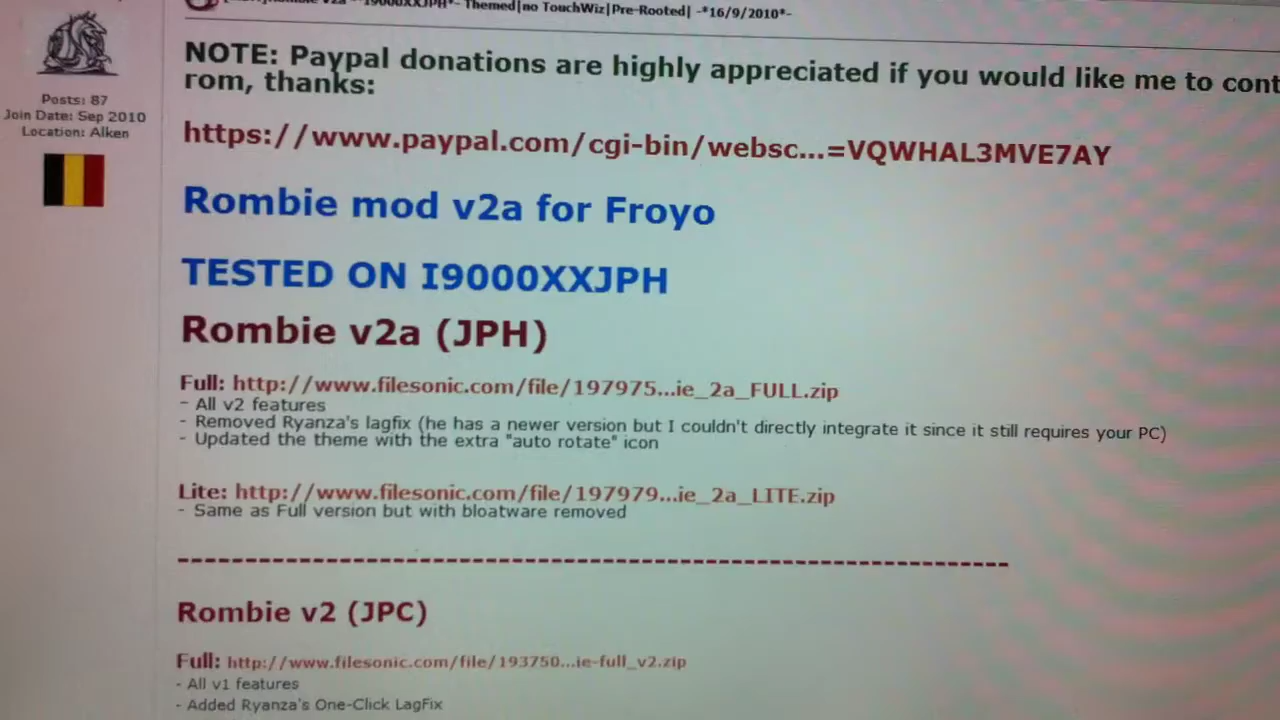 I9000XXJPH*- Themed|no TouchWiz|Pre-Rooted| -*16/9/2010*-
Posts: 87
Join Date: Sep 2010
Location: Alken
NOTE: Paypal donations are highly appreciated if you would like me to cont
rom, thanks:
https://www.paypal.com/cgi-bin/websc...=VQWHAL3MVE7AY
Rombie mod v2a for Froyo
TESTED ON I9000XXJPH
Rombie v2a (JPH)
Full: http://www.filesonic.com/file/197975...ie_2a_FULL.zip
- All v2 features
- Removed Ryanza's lagfix (he has a newer version but I couldn't directly integrate it since it still requires your PC)
- Updated the theme with the extra "auto rotate" icon
Lite: http://www.filesonic.com/file/197979...ie_2a_LITE.zip
- Same as Full version but with bloatware removed
------------------------------------------------------------
Rombie v2 (JPC)
Full: http://www.filesonic.com/file/193750...ie-full_v2.zip
- All v1 features
- Added Ryanza's One-Click LagFix